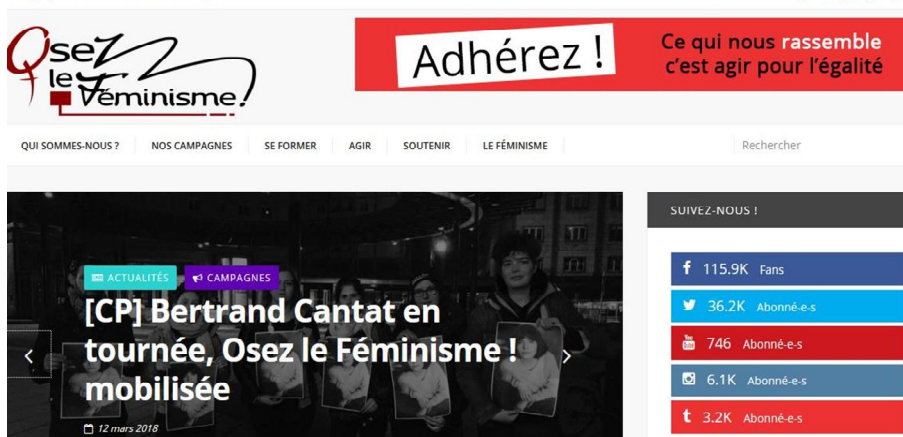 Osez
le
Féminisme!
Adhérez !
Ce qui nous rassemble
c'est agir pour l'égalité
QUI SOMMES-NOUS ? NOS CAMPAGNES SE FORMER AGIR SOUTENIR LE FÉMINISME Rechercher
SUIVEZ-NOUS !
ACTUALITÉS CAMPAGNES
[CP] Bertrand Cantat en
tournée, Osez le Féminisme !
mobilisée
12 mars 2018
f 115.9K Fans
36.2K Abonné-e-s
You Tube 746 Abonné-e-s
6.1K Abonné-e-s
t 3.2K Abonné-e-s